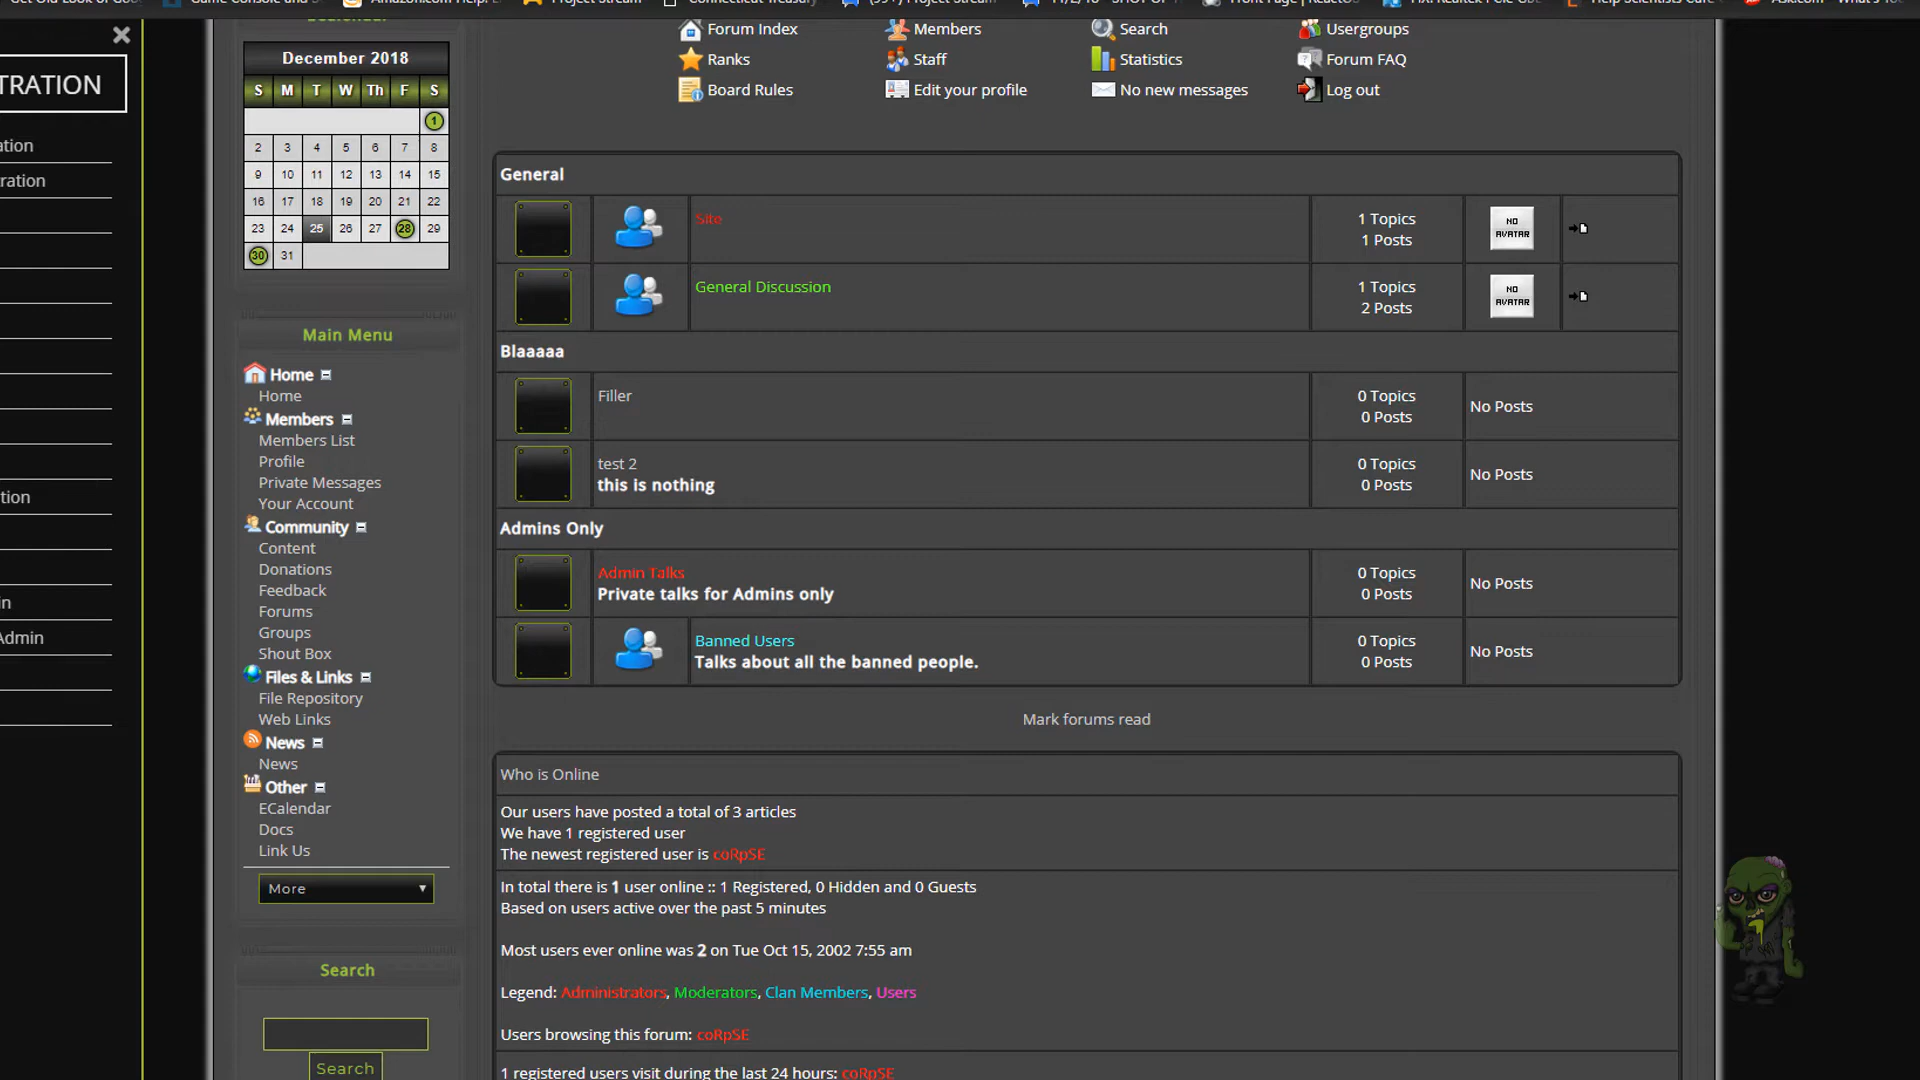 TRATION
ation
ration
tion
in
Admin
December 2018
S M T W Th F S
1
2 3 4 5 6 7 8
9 10 11 12 13 14 15
16 17 18 19 20 21 22
23 24 25 26 27 28 29
30 31
Main Menu
Home
Home
Members
Members List
Profile
Private Messages
Your Account
Community
Content
Donations
Feedback
Forums
Groups
Shout Box
Files & Links
File Repository
Web Links
News
News
Other
ECalendar
Docs
Link Us
More
Search
Search
Forum Index Members Search Usergroups
Ranks Staff Statistics Forum FAQ
Board Rules Edit your profile No new messages Log out
General
Site
1 Topics
1 Posts
NO
AVATAR
General Discussion
1 Topics
2 Posts
NO
AVATAR
Blaaaaa
Filler
0 Topics
0 Posts
No Posts
test 2
this is nothing
0 Topics
0 Posts
No Posts
Admins Only
Admin Talks
Private talks for Admins only
0 Topics
0 Posts
No Posts
Banned Users
Talks about all the banned people.
0 Topics
0 Posts
No Posts
Mark forums read
Who is Online
Our users have posted a total of 3 articles
We have 1 registered user
The newest registered user is coRpSE
In total there is 1 user online :: 1 Registered, 0 Hidden and 0 Guests
Based on users active over the past 5 minutes
Most users ever online was 2 on Tue Oct 15, 2002 7:55 am
Legend: Administrators, Moderators, Clan Members, Users
Users browsing this forum: coRpSE
1 registered users visit during the last 24 hours: coRpSE